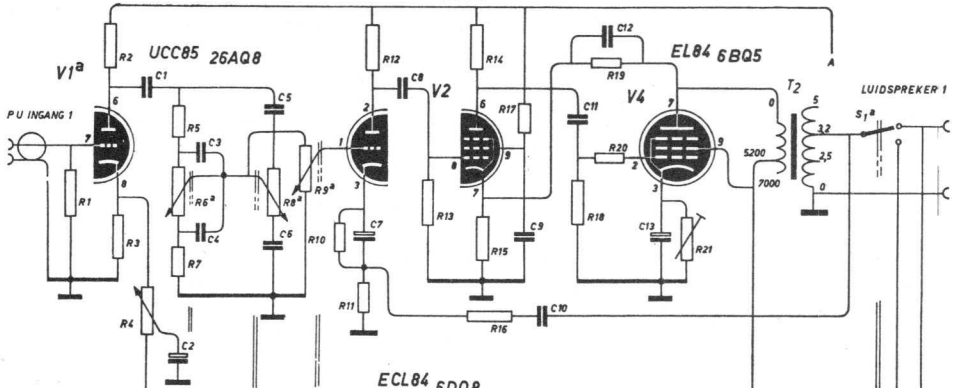 R2
UCC85 26AQ8
R12
R14
C12
EL84 6BQ5
R19
A
V1a
C1
C8
V2
R17
V4
T2
LUIDSPREKER 1
PU INGANG 1
6
C5
2
6
C11
7
0
5
S1a
3,2
R5
7
C3
1
8
9
R20
2
9
5200
2,5
8
3
7
3
7000
0
R1
R6a
R8a
R9a
R13
R18
R3
C4
C6
R10
C7
C9
C13
R21
R7
R15
R4
R11
R16
C10
C2
ECL84 6DQ8